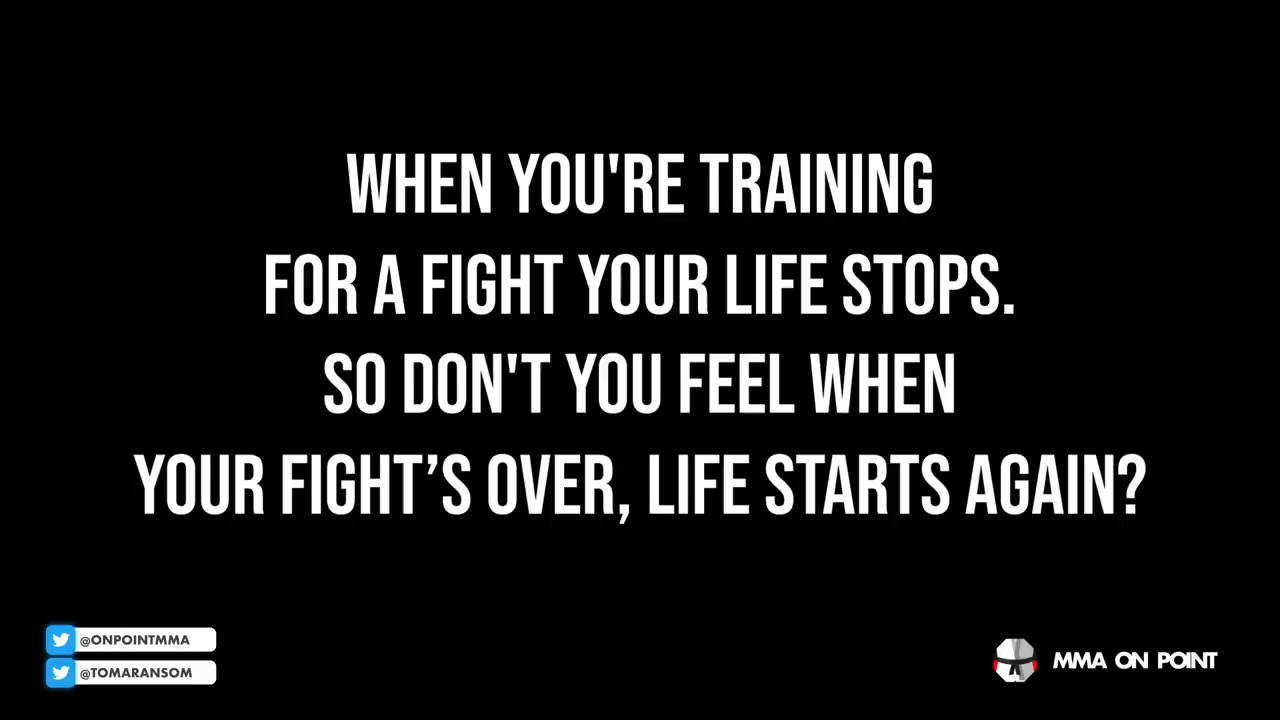 WHEN YOU'RE TRAINING
FOR A FIGHT YOUR LIFE STOPS.
SO DON'T YOU FEEL WHEN
YOUR FIGHT’S OVER, LIFE STARTS AGAIN?
@ONPOINTMMA
@TOMARANSOM
MMA ON POINT